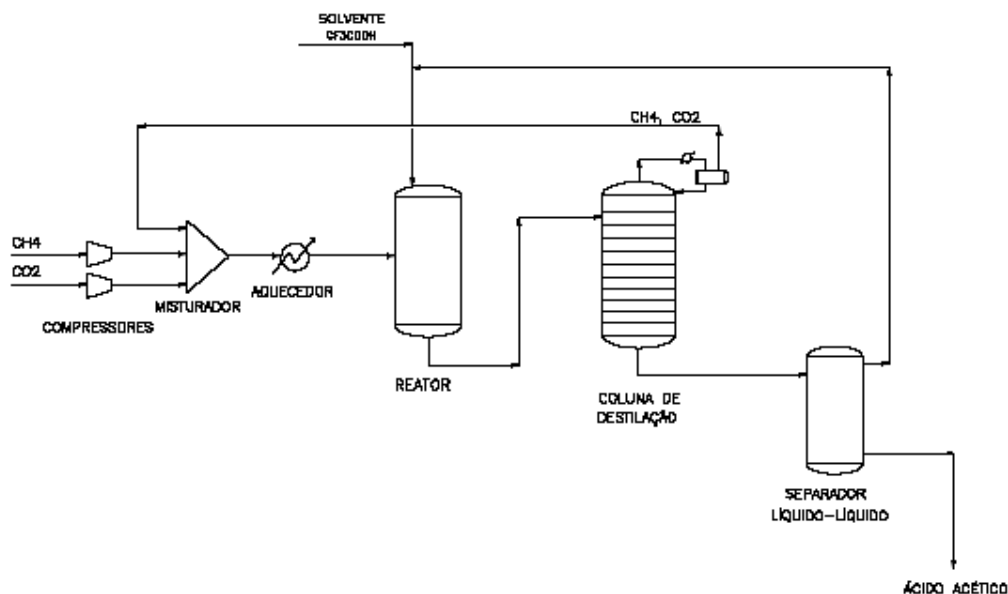 SOLVENTE
CF3COOH
CH4, CO2
CH4
CO2
MISTURADOR
AQUECEDOR
COMPRESSORES
REATOR
COLUNA DE
DESTILAÇÃO
SEPARADOR
LÍQUIDO-LÍQUIDO
ÁCIDO ACÉTICO